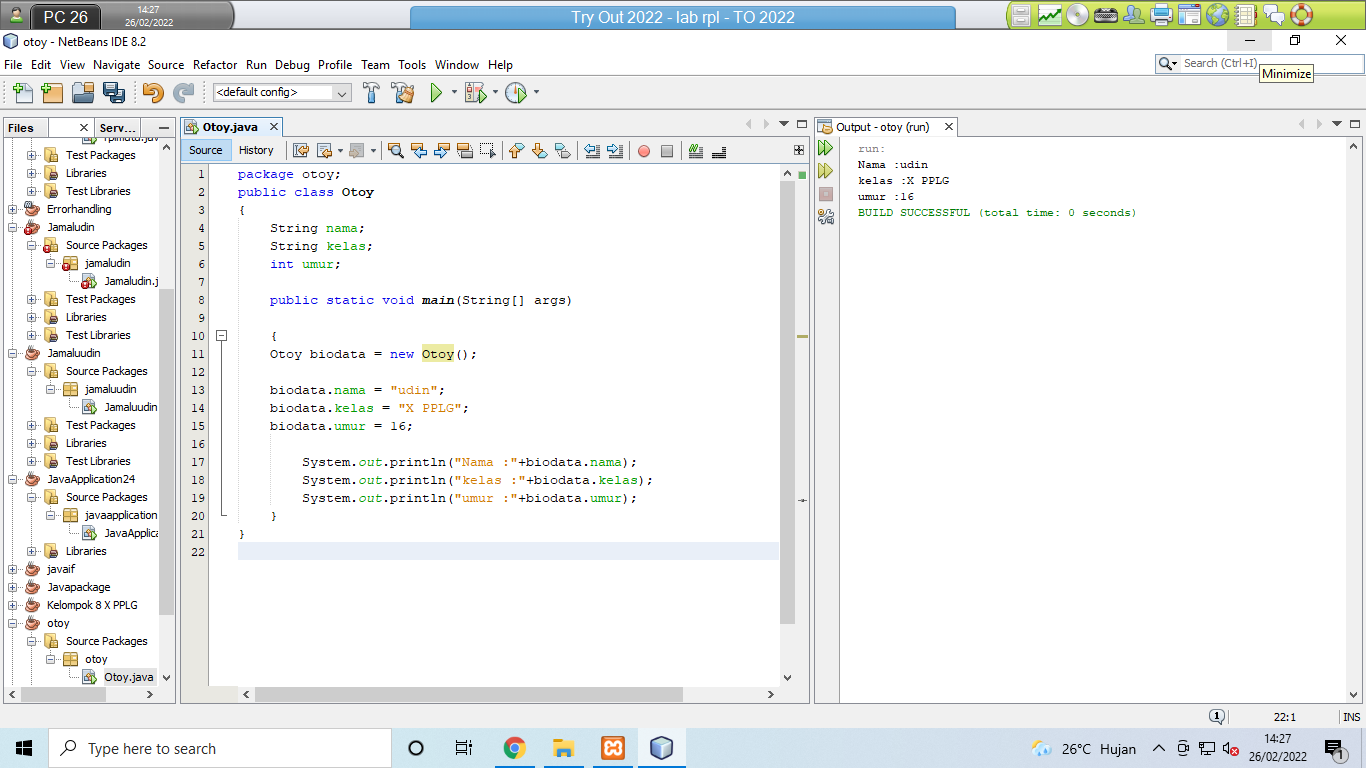 PC 26
14:27
26/02/2022
Try Out 2022 - lab rpl - TO 2022
otoy - NetBeans IDE 8.2
File Edit View Navigate Source Refactor Run Debug Profile Team Tools Window Help
Search (Ctrl+I)
Minimize
<default config>
Files
Serv...
Test Packages
Libraries
Test Libraries
Errorhandling
Jamaludin
Source Packages
jamaludin
Jamaludin.j
Test Packages
Libraries
Test Libraries
Jamaluudin
Source Packages
jamaluudin
Jamaluudin
Test Packages
Libraries
Test Libraries
JavaApplication24
Source Packages
javaapplication
JavaApplica
Libraries
javaif
Javapackage
Kelompok 8 X PPLG
otoy
Source Packages
otoy
Otoy.java
Otoy.java
Source History
1 package otoy;
2 public class Otoy
3 {
4 String nama;
5 String kelas;
6 int umur;
7
8 public static void main(String[] args)
9
10 {
11 Otoy biodata = new Otoy();
12
13 biodata.nama = "udin";
14 biodata.kelas = "X PPLG";
15 biodata.umur = 16;
16
17 System.out.println("Nama :"+biodata.nama);
18 System.out.println("kelas :"+biodata.kelas);
19 System.out.println("umur :"+biodata.umur);
20 }
21 }
22
Output - otoy (run)
run:
Nama :udin
kelas :X PPLG
umur :16
BUILD SUCCESSFUL (total time: 0 seconds)
1
22:1
INS
Type here to search
26°C Hujan
14:27
26/02/2022
1